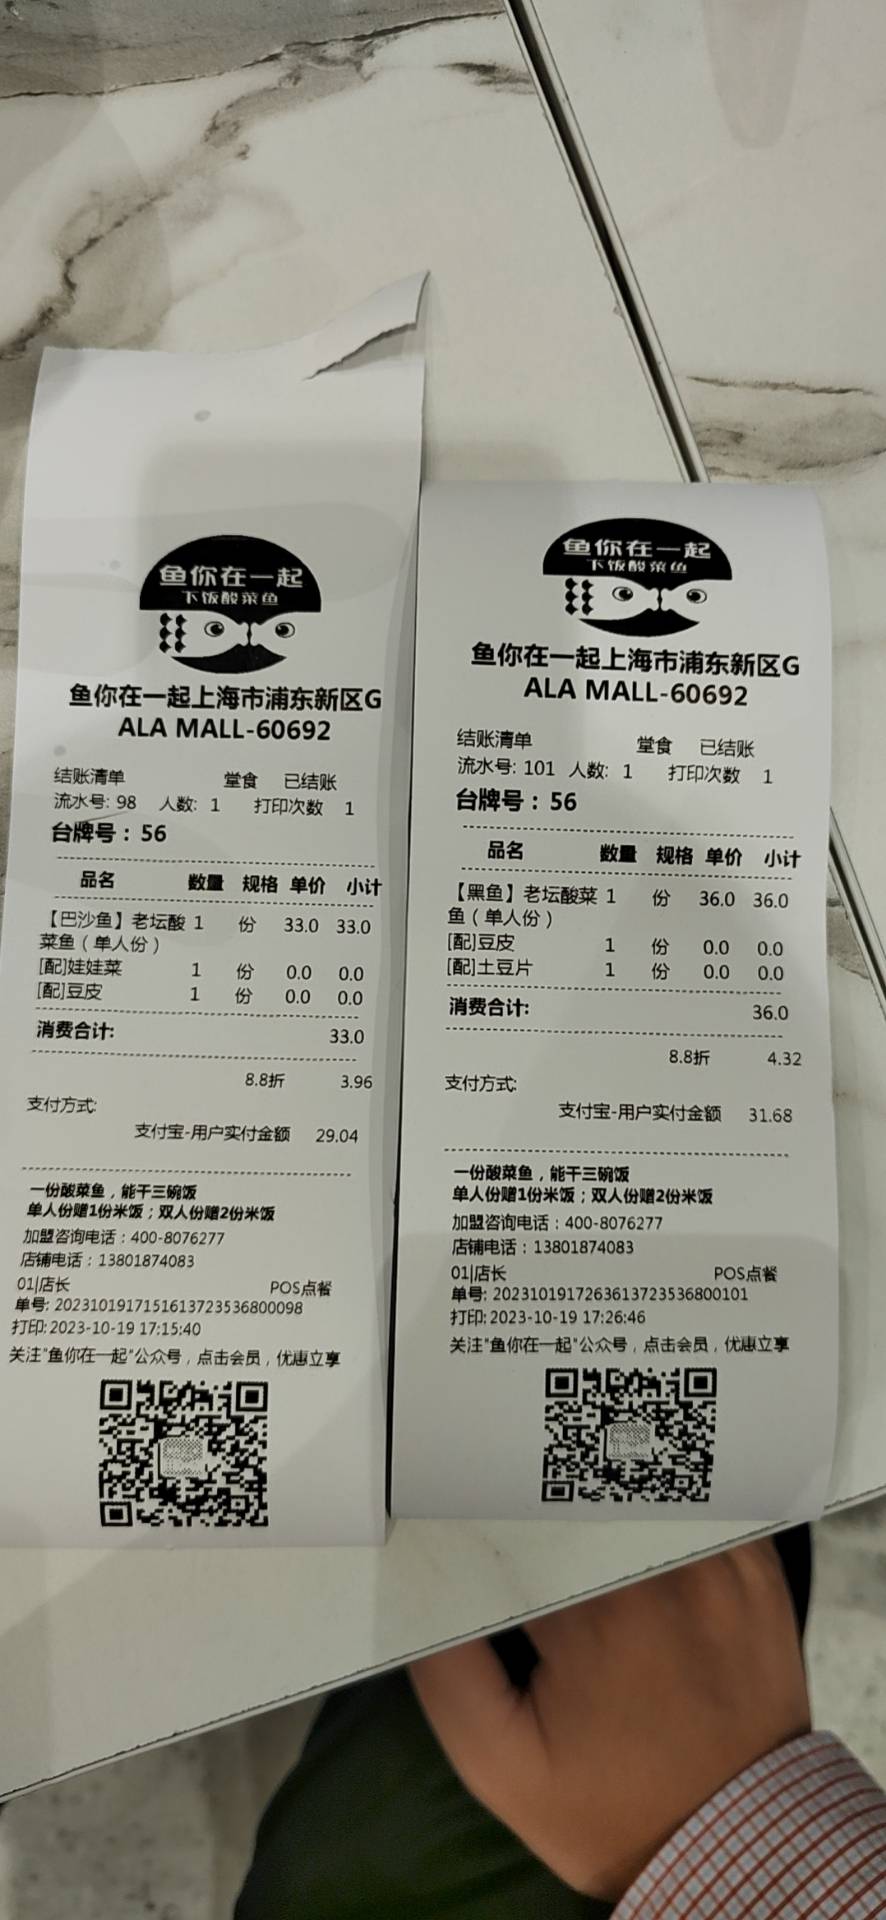 鱼你在一起
下饭酸菜鱼
鱼你在一起上海市浦东新区G
ALA MALL-60692
结账清单 堂食 已结账
流水号: 98 人数: 1 打印次数 1
台牌号：56
品名 数量 规格 单价 小计
【巴沙鱼】老坛酸 1 份 33.0 33.0
菜鱼（单人份）
[配]娃娃菜 1 份 0.0 0.0
[配]豆皮 1 份 0.0 0.0
消费合计: 33.0
8.8折 3.96
支付方式:
支付宝-用户实付金额 29.04
一份酸菜鱼，能干三碗饭
单人份赠1份米饭；双人份赠2份米饭
加盟咨询电话：400-8076277
店铺电话：13801874083
01|店长 POS点餐
单号: 2023101917151613723536800098
打印:2023-10-19 17:15:40
关注"鱼你在一起"公众号，点击会员，优惠立享
鱼你在一起
下饭酸菜鱼
鱼你在一起上海市浦东新区G
ALA MALL-60692
结账清单 堂食 已结账
流水号: 101 人数: 1 打印次数 1
台牌号：56
品名 数量 规格 单价 小计
【黑鱼】老坛酸菜 1 份 36.0 36.0
鱼（单人份）
[配]豆皮 1 份 0.0 0.0
[配]土豆片 1 份 0.0 0.0
消费合计: 36.0
8.8折 4.32
支付方式:
支付宝-用户实付金额 31.68
一份酸菜鱼，能干三碗饭
单人份赠1份米饭；双人份赠2份米饭
加盟咨询电话：400-8076277
店铺电话：13801874083
01|店长 POS点餐
单号: 2023101917263613723536800101
打印:2023-10-19 17:26:46
关注"鱼你在一起"公众号，点击会员，优惠立享